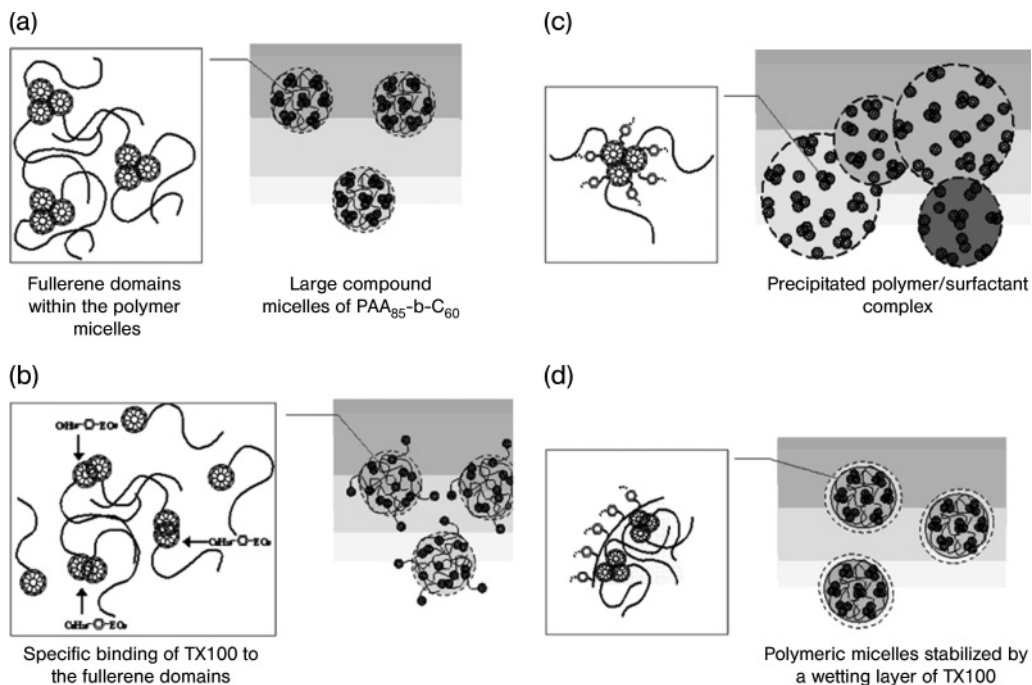 (a)
Fullerene domains
within the polymer
micelles
Large compound
micelles of PAA₈₅-b-C₆₀
(c)
Precipitated polymer/surfactant
complex
(b)
Specific binding of TX100 to
the fullerene domains
(d)
Polymeric micelles stabilized by
a wetting layer of TX100